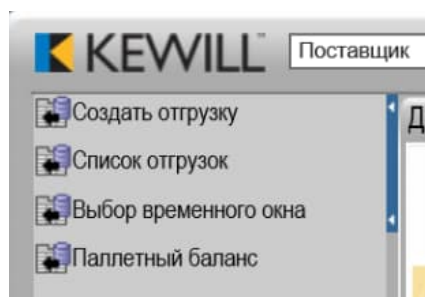 KEWILL Поставщик
Создать отгрузку
Д
Список отгрузок
Выбор временного окна
Паллетный баланс